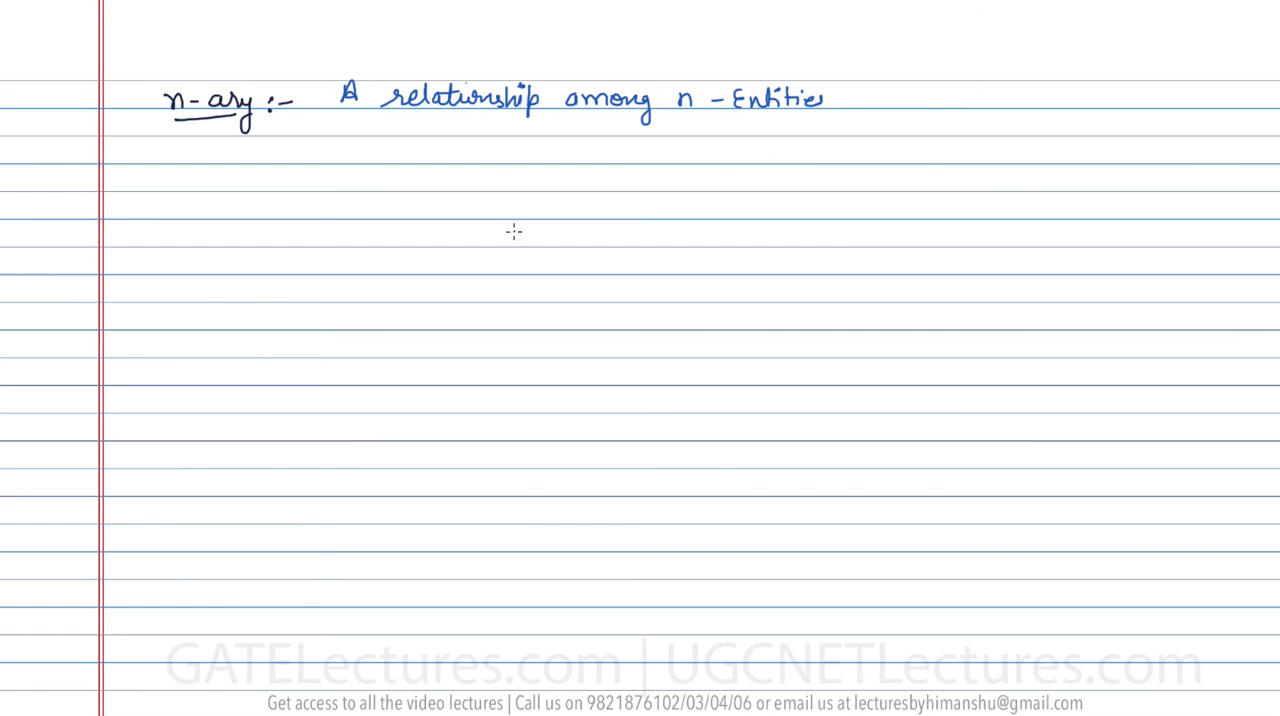 n-ary :- A relationship among n - Entities
GATELectures.com | UGCNETLectures.com
Get access to all the video lectures | Call us on 9821876102/03/04/06 or email us at lecturesbyhimanshu@gmail.com